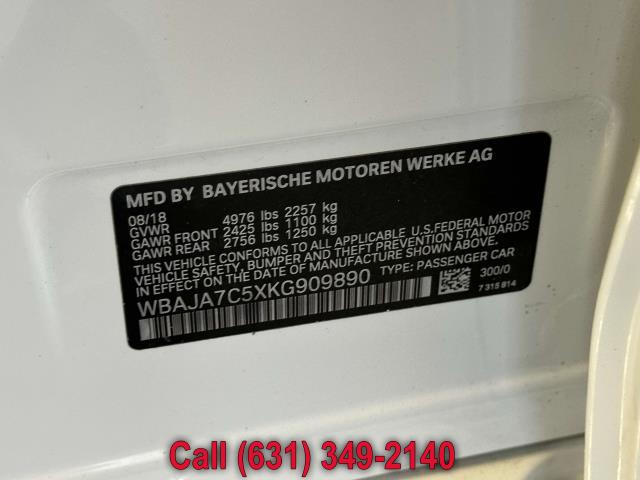 MFD BY BAYERISCHE MOTOREN WERKE AG
08/18
GVWR 4976 lbs 2257 kg
GAWR FRONT 2425 lbs 1100 kg
GAWR REAR 2756 lbs 1250 kg
THIS VEHICLE CONFORMS TO ALL APPLICABLE U.S.FEDERAL MOTOR
VEHICLE SAFETY, BUMPER AND THEFT PREVENTION STANDARDS
IN EFFECT ON THE DATE OF MANUFACTURE
WBAJA7C5XKG909890 TYPE: PASSENGER CAR
300/0
7 315 814
Call (631) 349-2140